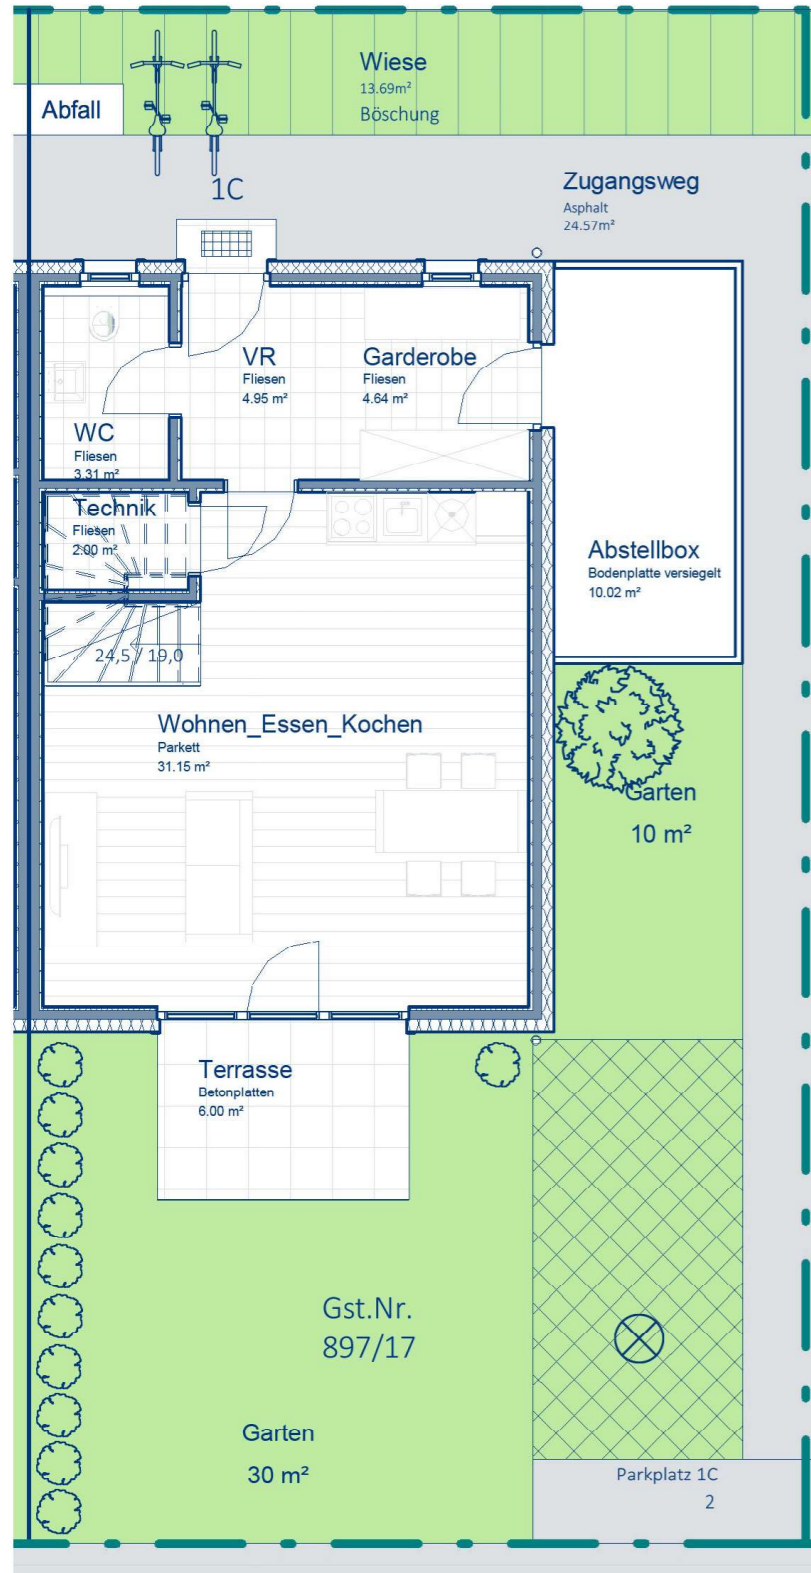 Wiese
13.69m²
Böschung
Abfall
1C
Zugangsweg
Asphalt
24.57m²
VR
Fliesen
4.95 m²
Garderobe
Fliesen
4.64 m²
WC
Fliesen
3.31 m²
Technik
Fliesen
2.00 m²
Abstellbox
Bodenplatte versiegelt
10.02 m²
24,5 / 19,0
Wohnen_Essen_Kochen
Parkett
31.15 m²
Garten
10 m²
Terrasse
Betonplatten
6.00 m²
Gst.Nr.
897/17
Garten
30 m²
Parkplatz 1C
2